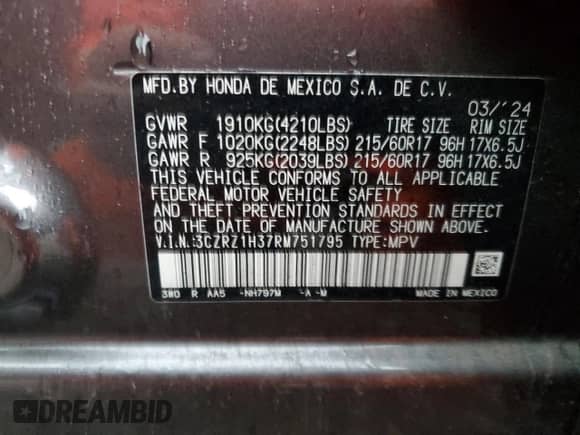 MFD.BY HONDA DE MEXICO S.A. DE C.V.
03/'24
GVWR 1910KG(4210LBS) TIRE SIZE RIM SIZE
GAWR F 1020KG(2248LBS) 215/60R17 96H 17X6.5J
GAWR R 925KG(2039LBS) 215/60R17 96H 17X6.5J
THIS VEHICLE CONFORMS TO ALL APPLICABLE
FEDERAL MOTOR VEHICLE SAFETY
AND THEFT PREVENTION STANDARDS IN EFFECT
ON THE DATE OF MANUFACTURE SHOWN ABOVE.
V.I.N.:3CZRZ1H37RM751795 TYPE:MPV
3W0 R AA5 -NH797M -A -M MADE IN MEXICO
DREAMBID